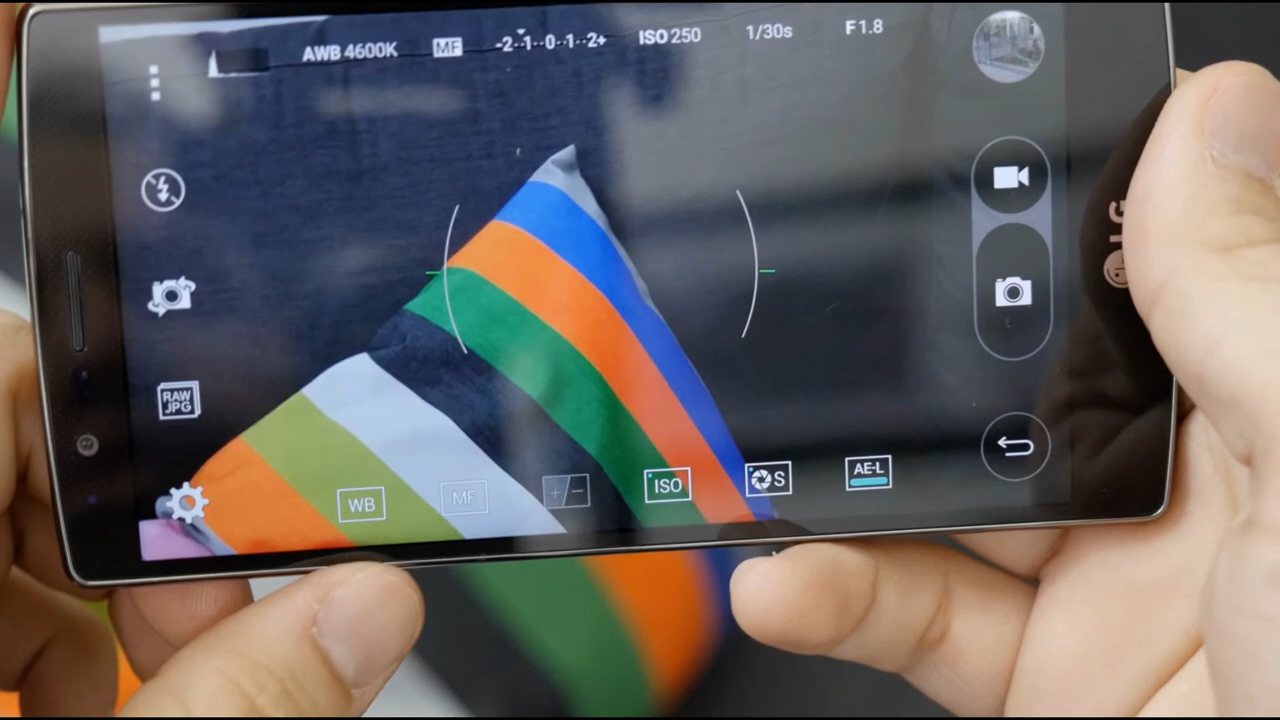 AWB 4600K MF -2··1··0··1··2+ ISO 250 1/30s F1.8
RAW
JPG
LG
WB MF +/− ISO S AE-L